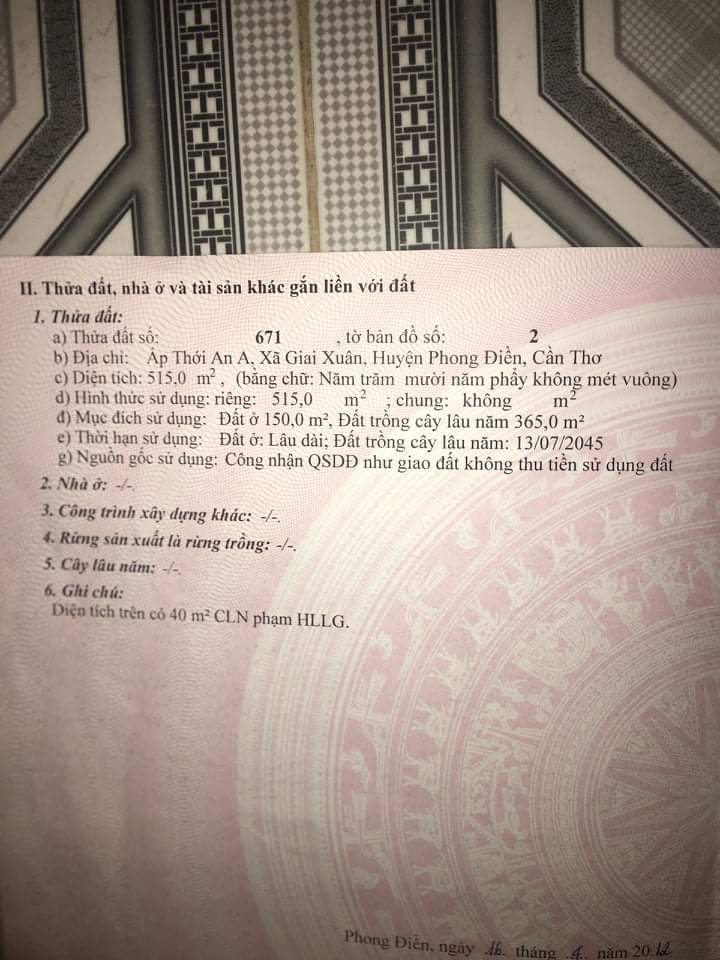 II. Thửa đất, nhà ở và tài sản khác gắn liền với đất
1. Thửa đất:
a) Thửa đất số: 671 , tờ bản đồ số: 2
b) Địa chỉ: Ấp Thới An A, Xã Giai Xuân, Huyện Phong Điền, Cần Thơ
c) Diện tích: 515,0 m², (bằng chữ: Năm trăm mười năm phẩy không mét vuông)
d) Hình thức sử dụng: riêng: 515,0 m² ; chung: không m²
đ) Mục đích sử dụng: Đất ở 150,0 m², Đất trồng cây lâu năm 365,0 m²
e) Thời hạn sử dụng: Đất ở: Lâu dài; Đất trồng cây lâu năm: 13/07/2045
g) Nguồn gốc sử dụng: Công nhận QSDĐ như giao đất không thu tiền sử dụng đất
2. Nhà ở: -/-.
3. Công trình xây dựng khác: -/-.
4. Rừng sản xuất là rừng trồng: -/-.
5. Cây lâu năm: -/-.
6. Ghi chú:
Diện tích trên có 40 m² CLN phạm HLLG.
Phong Điền, ngày 16 tháng năm 2012